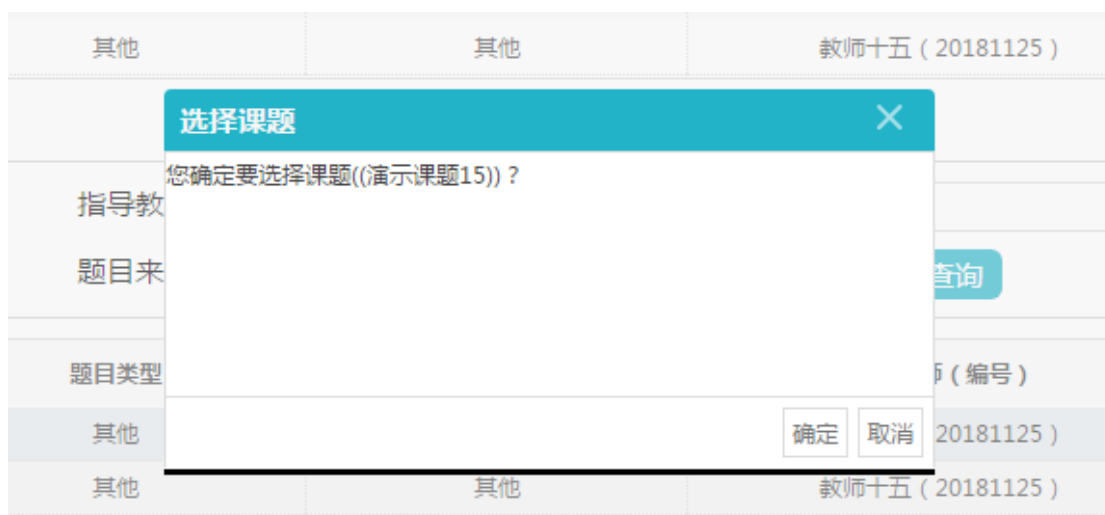 其他 其他 教师十五（20181125）
选择课题
您确定要选择课题((演示课题15))？
指导教
题目来 查询
题目类型 师（编号）
其他 20181125）
其他 其他 教师十五（20181125）
确定 取消